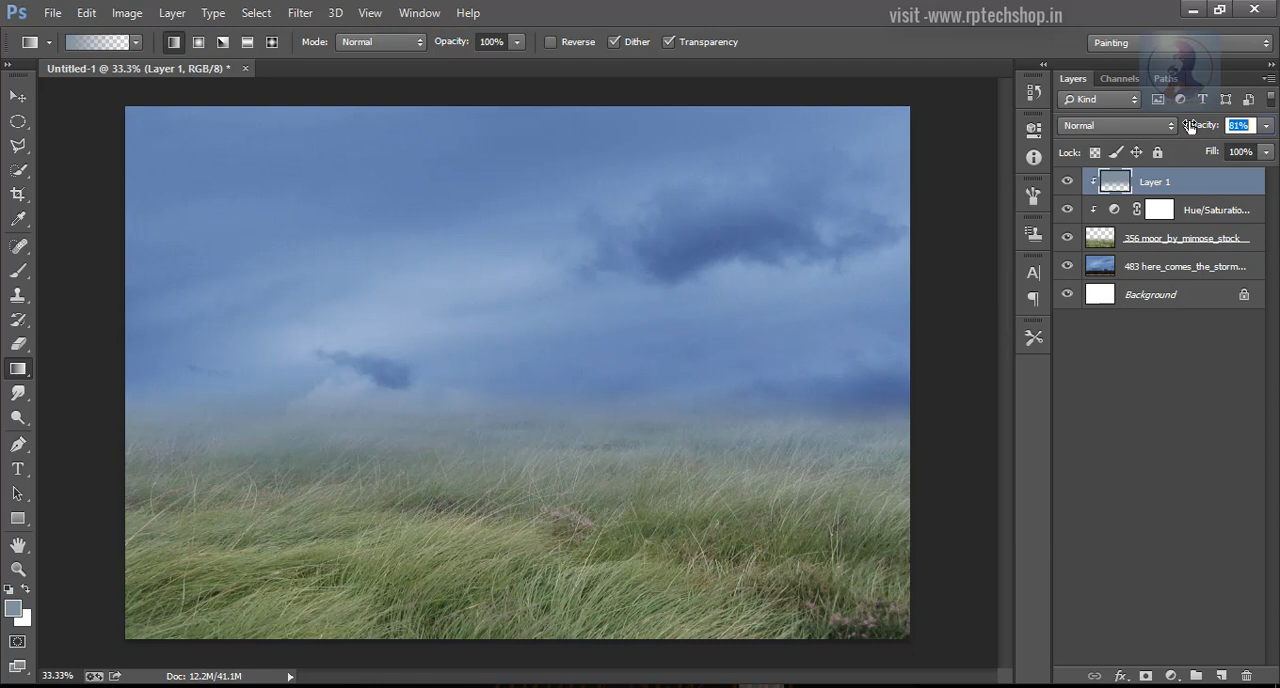 Ps File Edit Image Layer Type Select Filter 3D View Window Help
visit -www.rptechshop.in
Mode: Normal Opacity: 100% Reverse Dither Transparency
Painting
Untitled-1 @ 33.3% (Layer 1, RGB/8) * ×
Layers Channels Paths
Kind
Normal Opacity: 81%
Lock: Fill: 100%
Layer 1
Hue/Saturatio...
356 moor_by_mimose_stock
483 here_comes_the_storm...
Background
33.33% Doc: 12.2M/41.1M